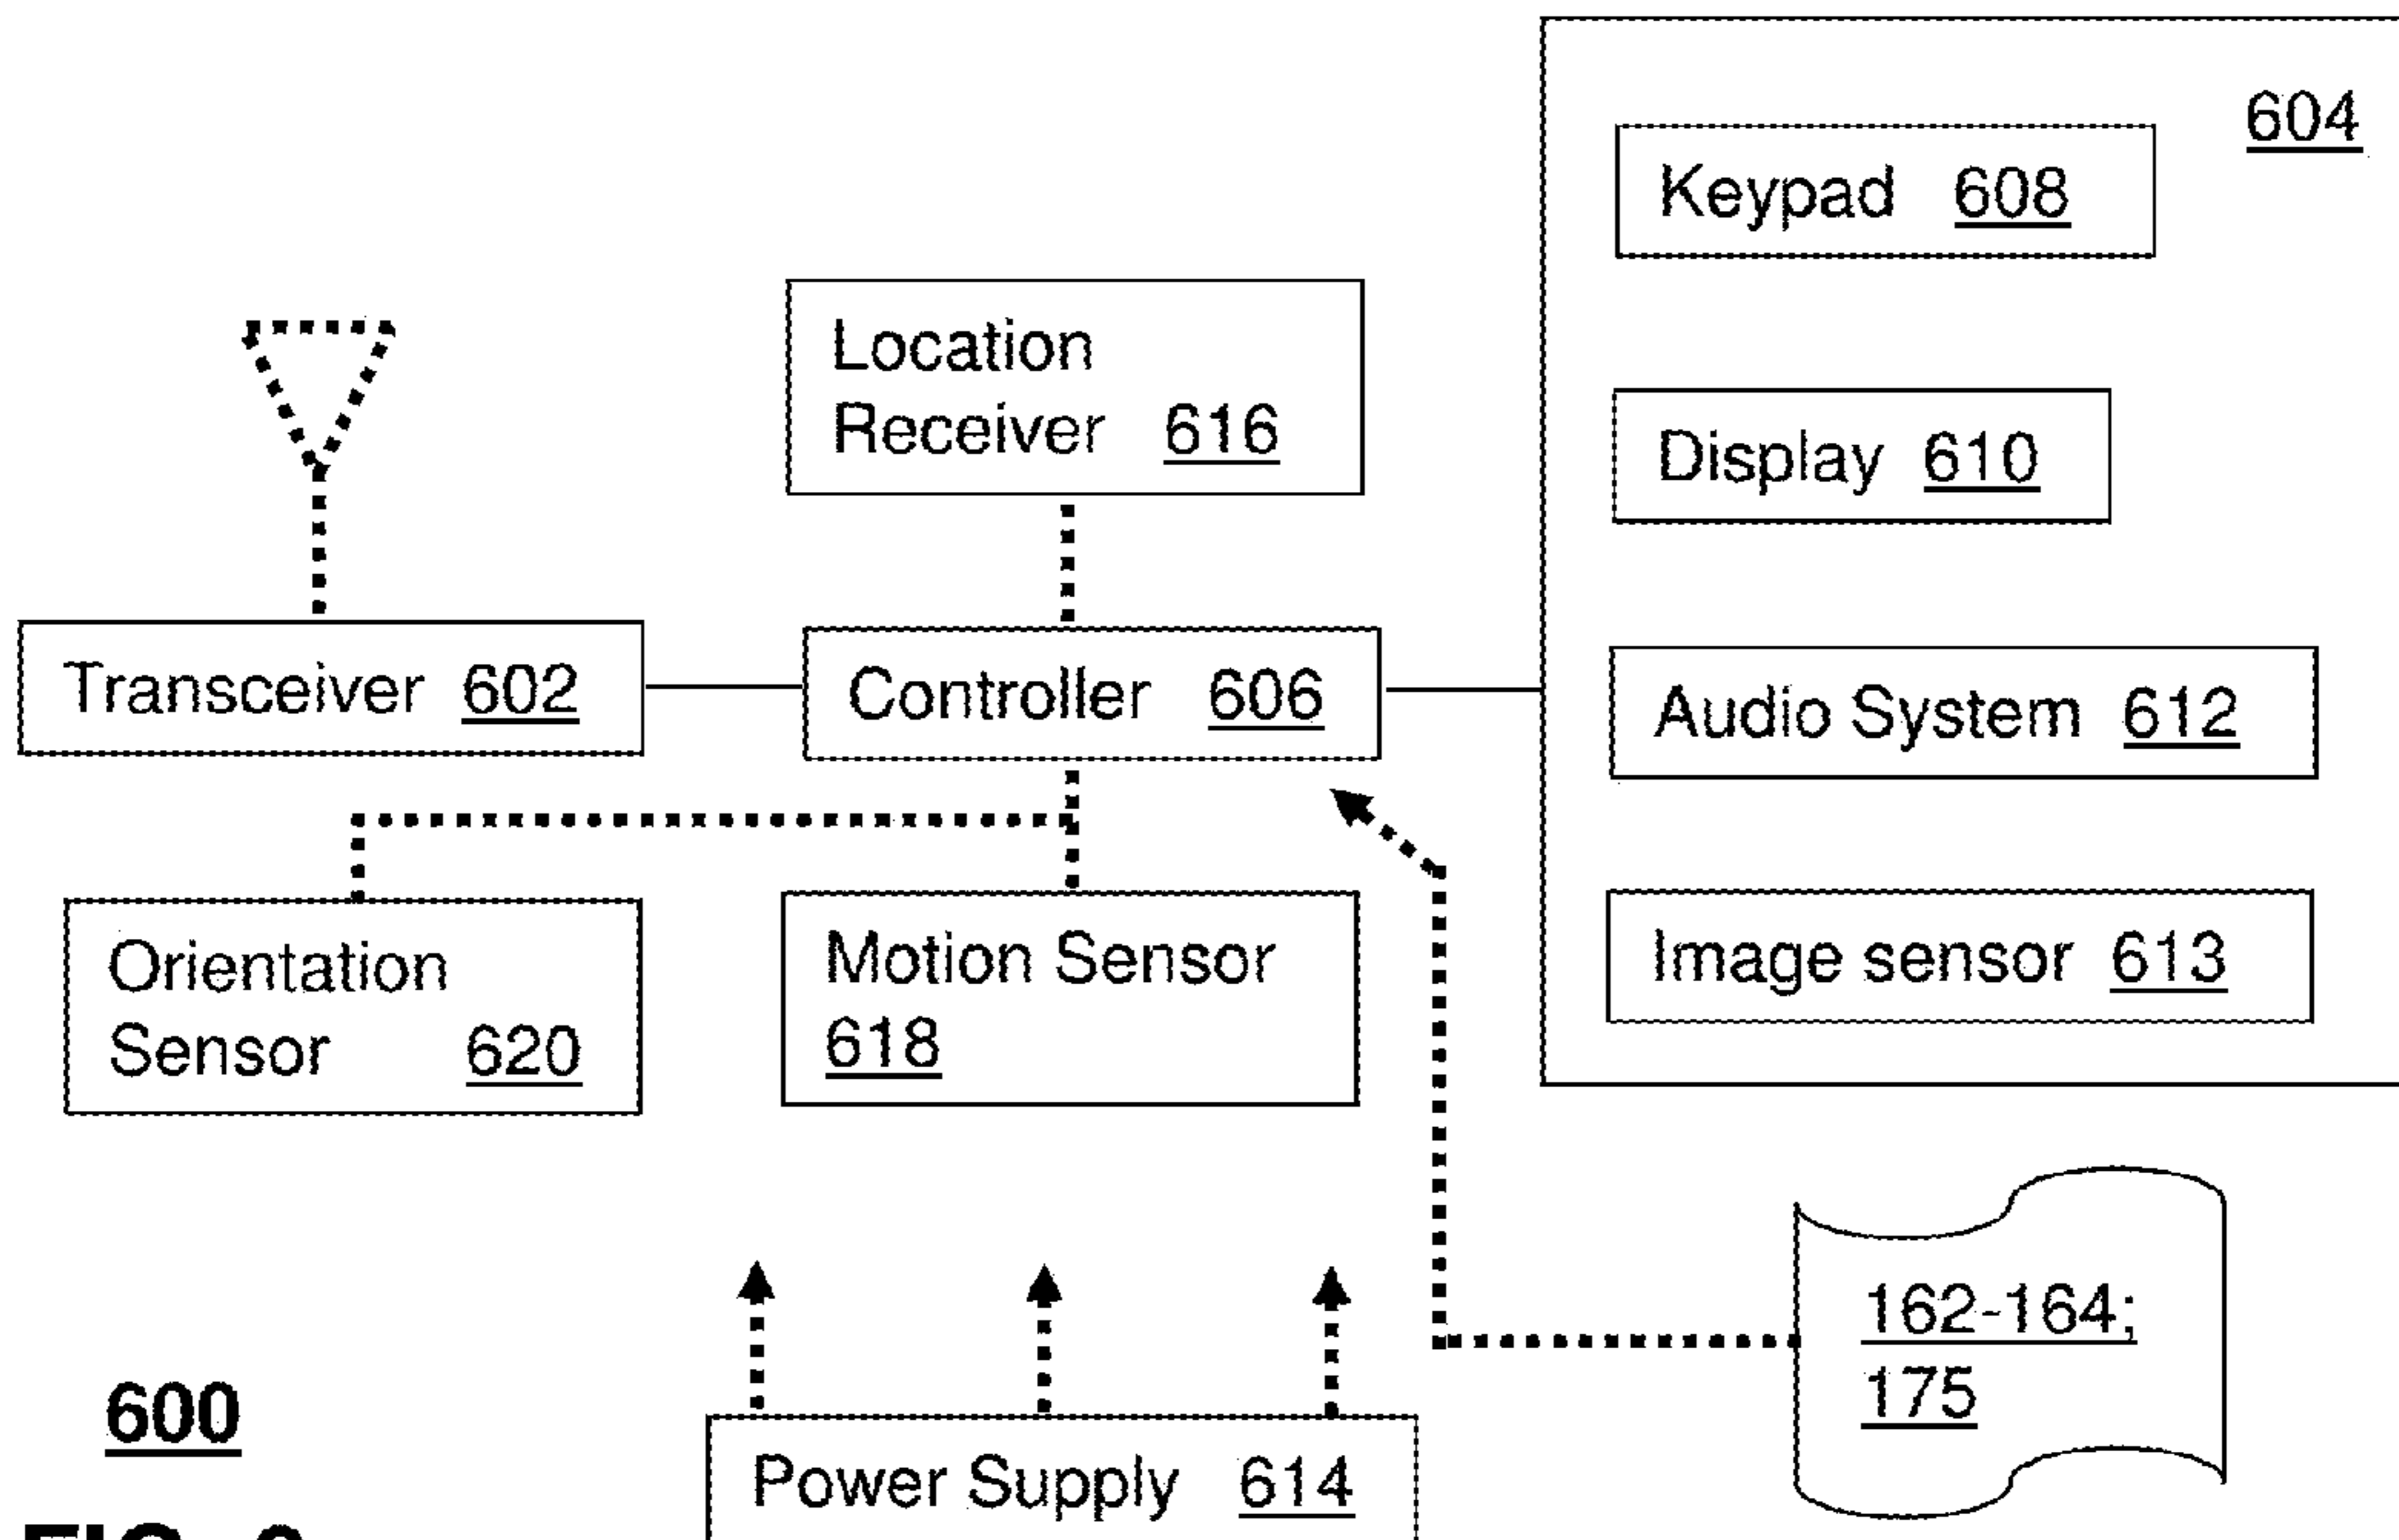 604
Keypad 608
Location
Receiver 616
Display 610
Transceiver 602
Controller 606
Audio System 612
Orientation
Sensor 620
Motion Sensor
618
Image sensor 613
162-164;
175
600
Power Supply 614